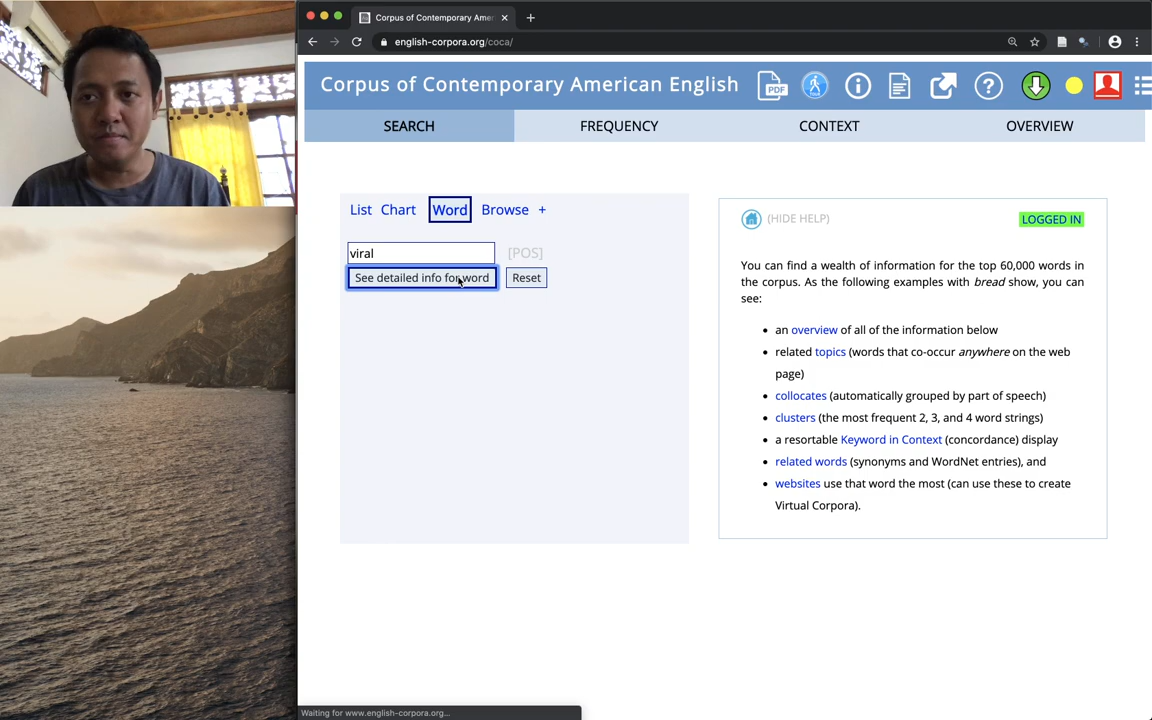 Corpus of Contemporary Amer
english-corpora.org/coca/
Corpus of Contemporary American English
PDF
SEARCH FREQUENCY CONTEXT OVERVIEW
List Chart Word Browse +
viral [POS]
See detailed info for word Reset
(HIDE HELP) LOGGED IN
You can find a wealth of information for the top 60,000 words in
the corpus. As the following examples with bread show, you can
see:
• an overview of all of the information below
• related topics (words that co-occur anywhere on the web
page)
• collocates (automatically grouped by part of speech)
• clusters (the most frequent 2, 3, and 4 word strings)
• a resortable Keyword in Context (concordance) display
• related words (synonyms and WordNet entries), and
• websites use that word the most (can use these to create
Virtual Corpora).
Waiting for www.english-corpora.org...